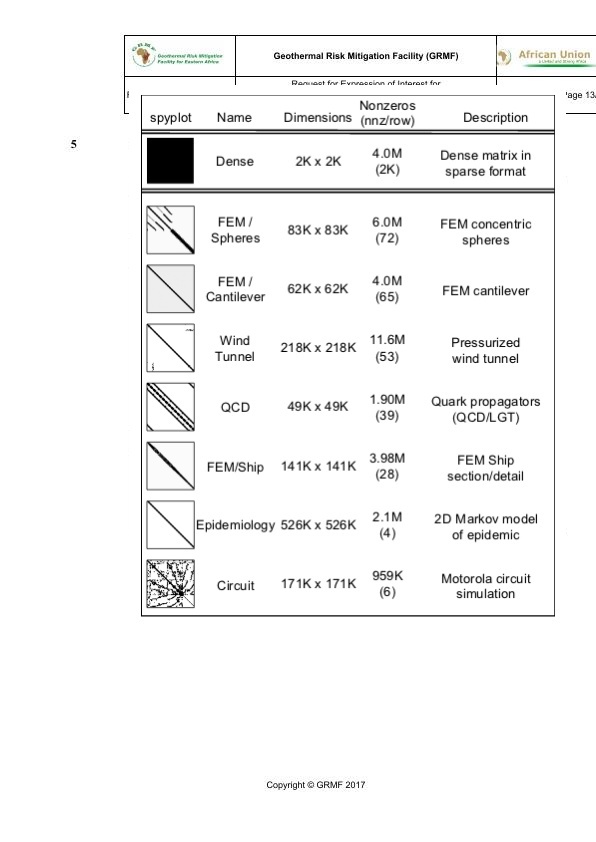 Geothermal Risk Mitigation
Facility for Eastern Africa
Geothermal Risk Mitigation Facility (GRMF)
African Union
a United and Strong Africa
Request for Expression of Interest for
Page 13
5
spyplot Name Dimensions Nonzeros (nnz/row) Description
Dense 2K x 2K 4.0M (2K) Dense matrix in sparse format
FEM / Spheres 83K x 83K 6.0M (72) FEM concentric spheres
FEM / Cantilever 62K x 62K 4.0M (65) FEM cantilever
Wind Tunnel 218K x 218K 11.6M (53) Pressurized wind tunnel
QCD 49K x 49K 1.90M (39) Quark propagators (QCD/LGT)
FEM/Ship 141K x 141K 3.98M (28) FEM Ship section/detail
Epidemiology 526K x 526K 2.1M (4) 2D Markov model of epidemic
Circuit 171K x 171K 959K (6) Motorola circuit simulation
Copyright © GRMF 2017